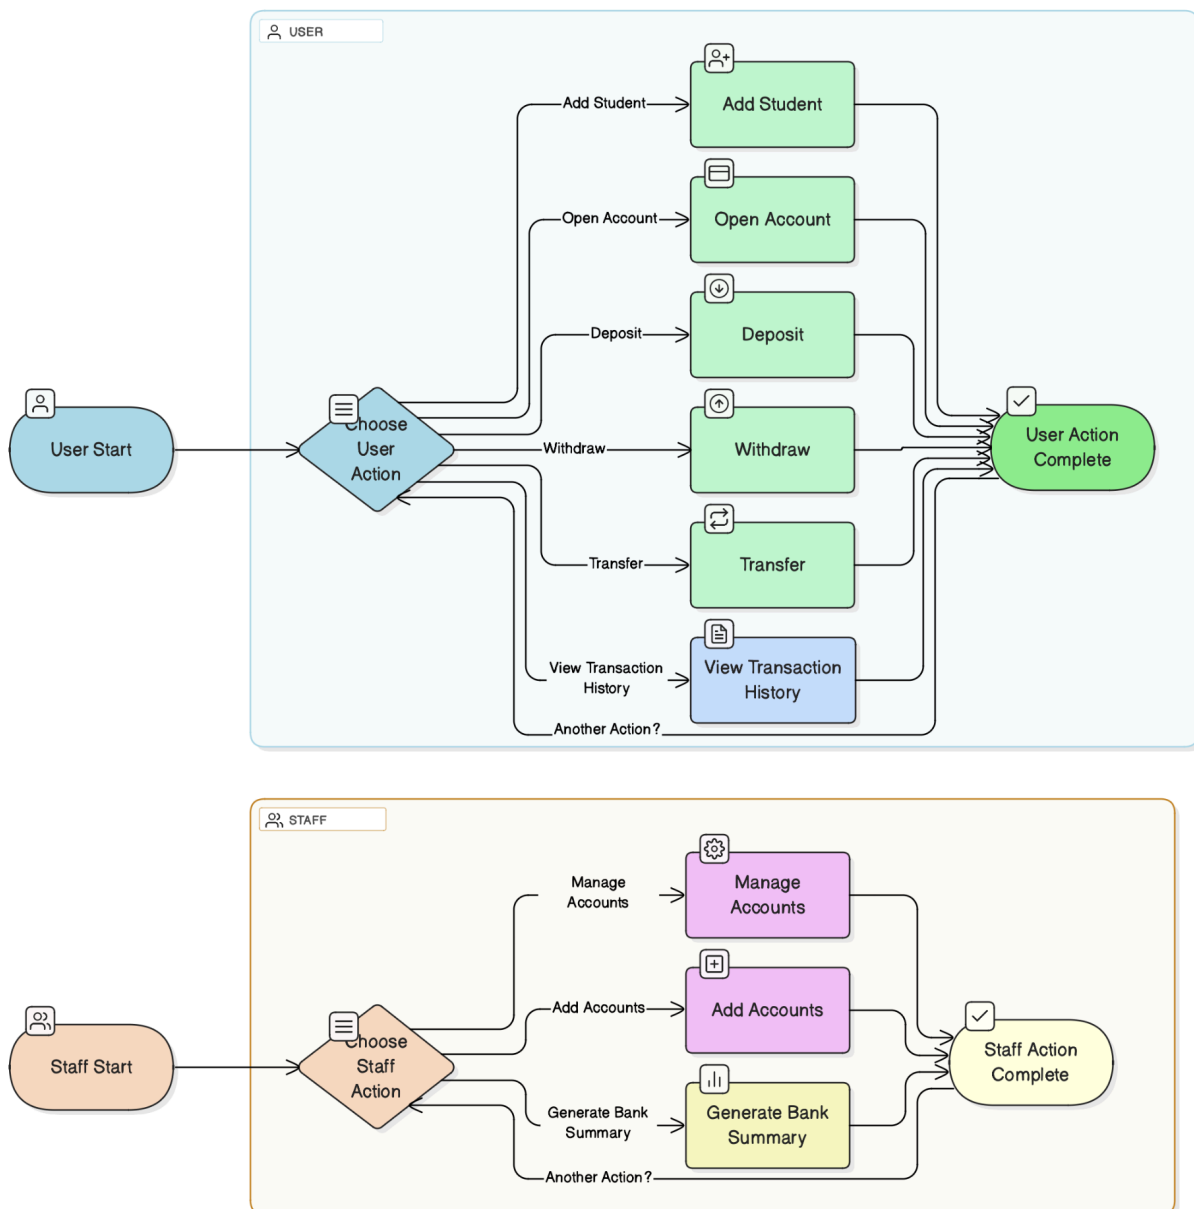 USER
Add Student
Add Student
Open Account
Open Account
Deposit
Deposit
User Start
Choose
User
Action
Withdraw
Withdraw
User Action
Complete
Transfer
Transfer
View Transaction
History
View Transaction
History
Another Action?
STAFF
Manage
Accounts
Manage
Accounts
Add Accounts
Add Accounts
Staff Start
Choose
Staff
Action
Staff Action
Complete
Generate Bank
Summary
Generate Bank
Summary
Another Action?